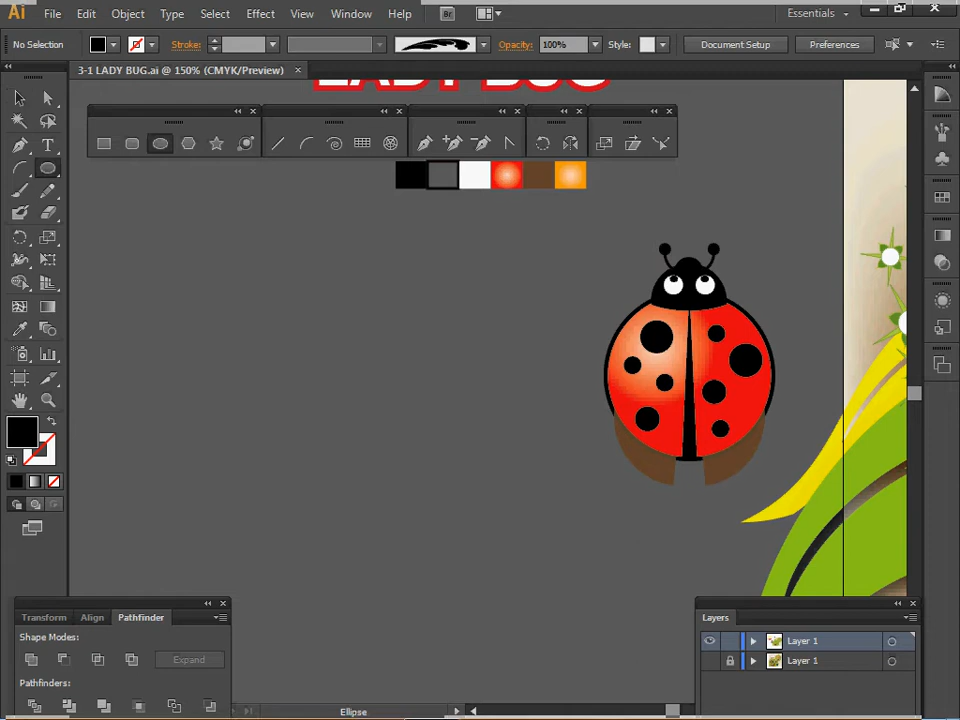 Ai File Edit Object Type Select Effect View Window Help Br Essentials
No Selection Stroke: Opacity: 100% Style: Document Setup Preferences
3-1 LADY BUG.ai @ 150% (CMYK/Preview)
LADY BUG
Transform Align Pathfinder
Shape Modes:
Expand
Pathfinders:
Layers
Layer 1
Layer 1
Ellipse